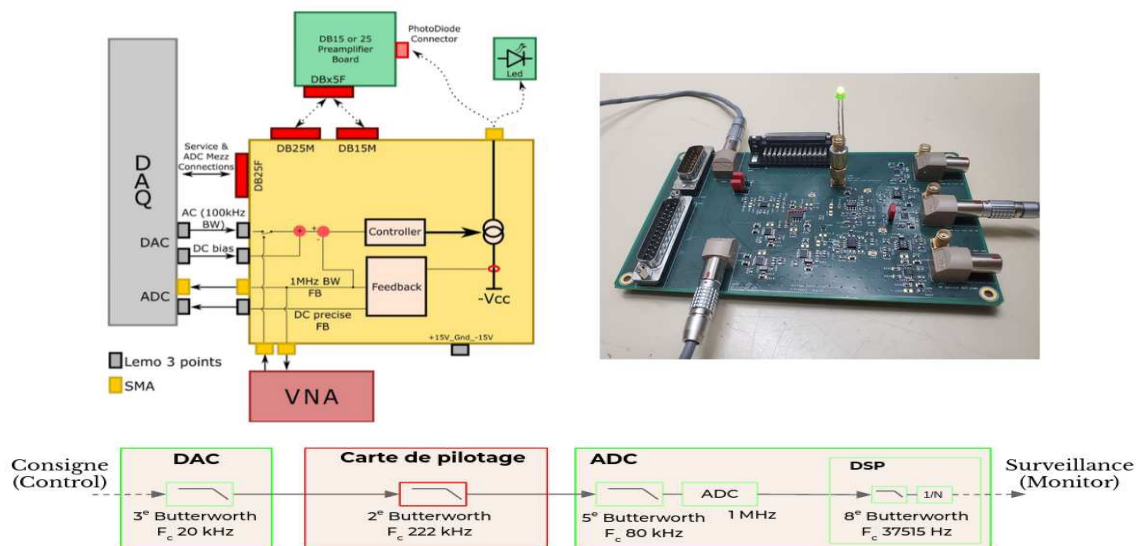 DB15 or 25
Preamplifier
Board
PhotoDiode
Connector
DBx5F
Led
DAQ
Service &
ADC Mezz
Connections
DB25F
DB25M
DB15M
AC (100kHz
BW)
DAC
DC bias
ADC
Controller
Feedback
1MHz BW
FB
DC precise
FB
-Vcc
+
+
-
+15V_Gnd_-15V
Lemo 3 points
SMA
VNA
Consigne
(Control)
DAC
3e Butterworth
Fc 20 kHz
Carte de pilotage
2e Butterworth
Fc 222 kHz
ADC
5e Butterworth
Fc 80 kHz
ADC
1 MHz
DSP
1/N
8e Butterworth
Fc 37515 Hz
Surveillance
(Monitor)